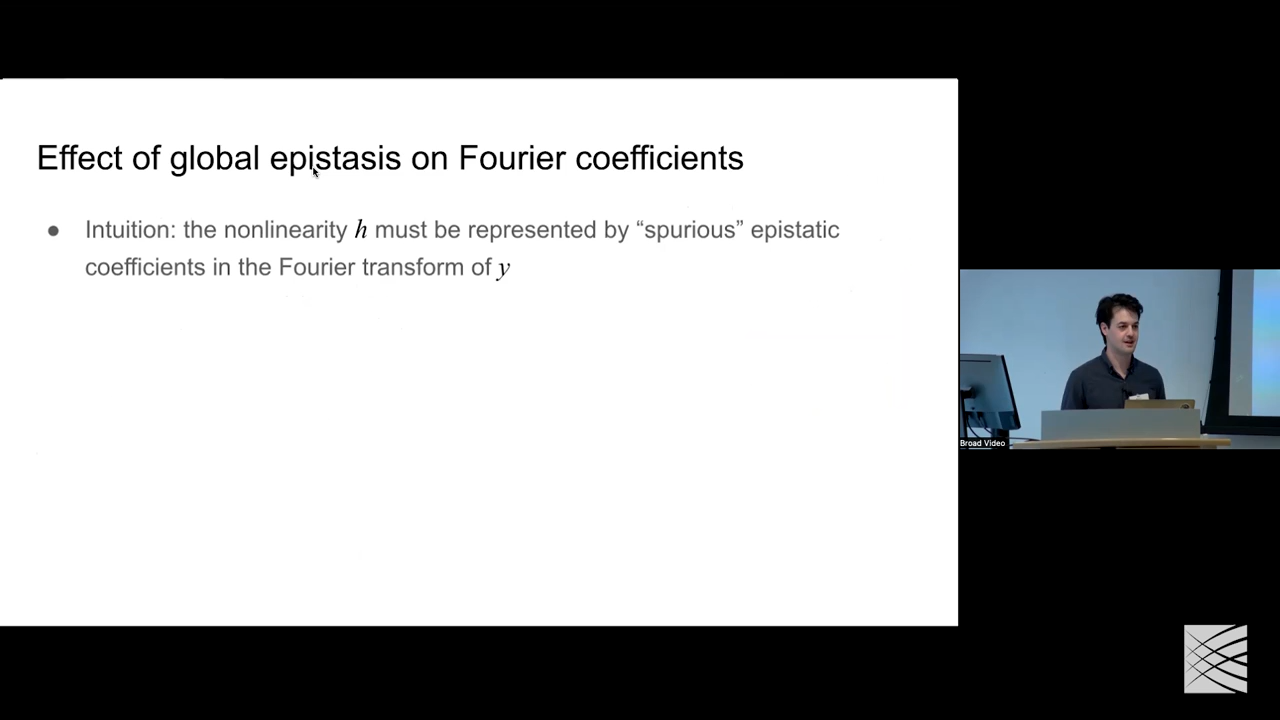 Effect of global epistasis on Fourier coefficients
● Intuition: the nonlinearity h must be represented by “spurious” epistatic
coefficients in the Fourier transform of y
Broad Video